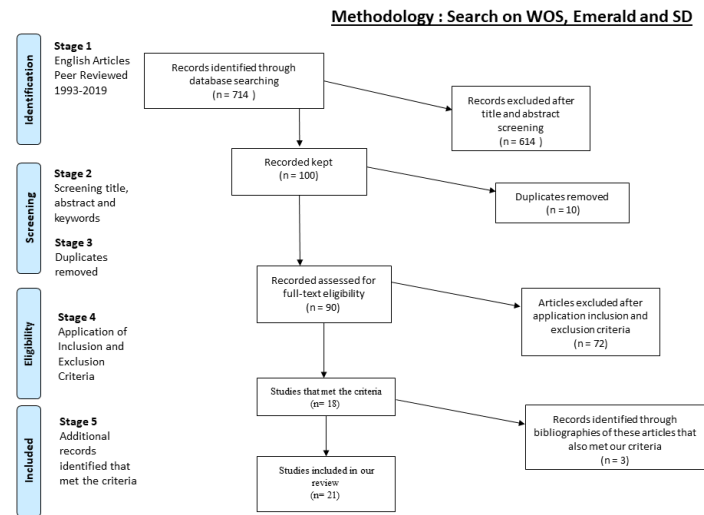 Methodology : Search on WOS, Emerald and SD
Identification
Stage 1
English Articles
Peer Reviewed
1993-2019
Records identified through
database searching
(n = 714 )
Records excluded after
title and abstract
screening
(n = 614 )
Screening
Stage 2
Screening title,
abstract and
keywords
Stage 3
Duplicates
removed
Recorded kept
(n = 100)
Duplicates removed
(n = 10)
Eligibility
Stage 4
Application of
Inclusion and
Exclusion
Criteria
Recorded assessed for
full-text eligibility
(n = 90)
Articles excluded after
application inclusion and
exclusion criteria
(n = 72)
Included
Stage 5
Additional
records
identified that
met the criteria
Studies that met the criteria
(n= 18)
Records identified through
bibliographies of these articles that
also met our criteria
(n = 3)
Studies included in our
review
(n= 21)